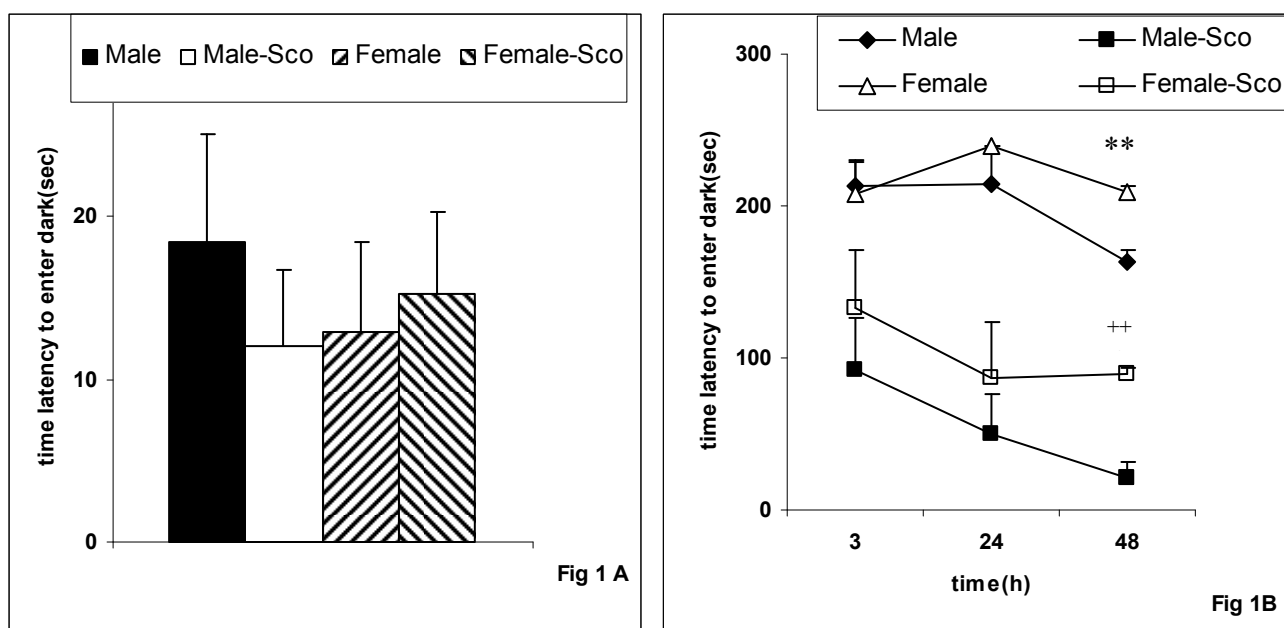 Male Male-Sco Female Female-Sco
time latency to enter dark(sec)
20
10
0
Fig 1 A
Male Male-Sco
Female Female-Sco
time latency to enter dark(sec)
300
200
100
0
**
++
3 24 48
time(h)
Fig 1B